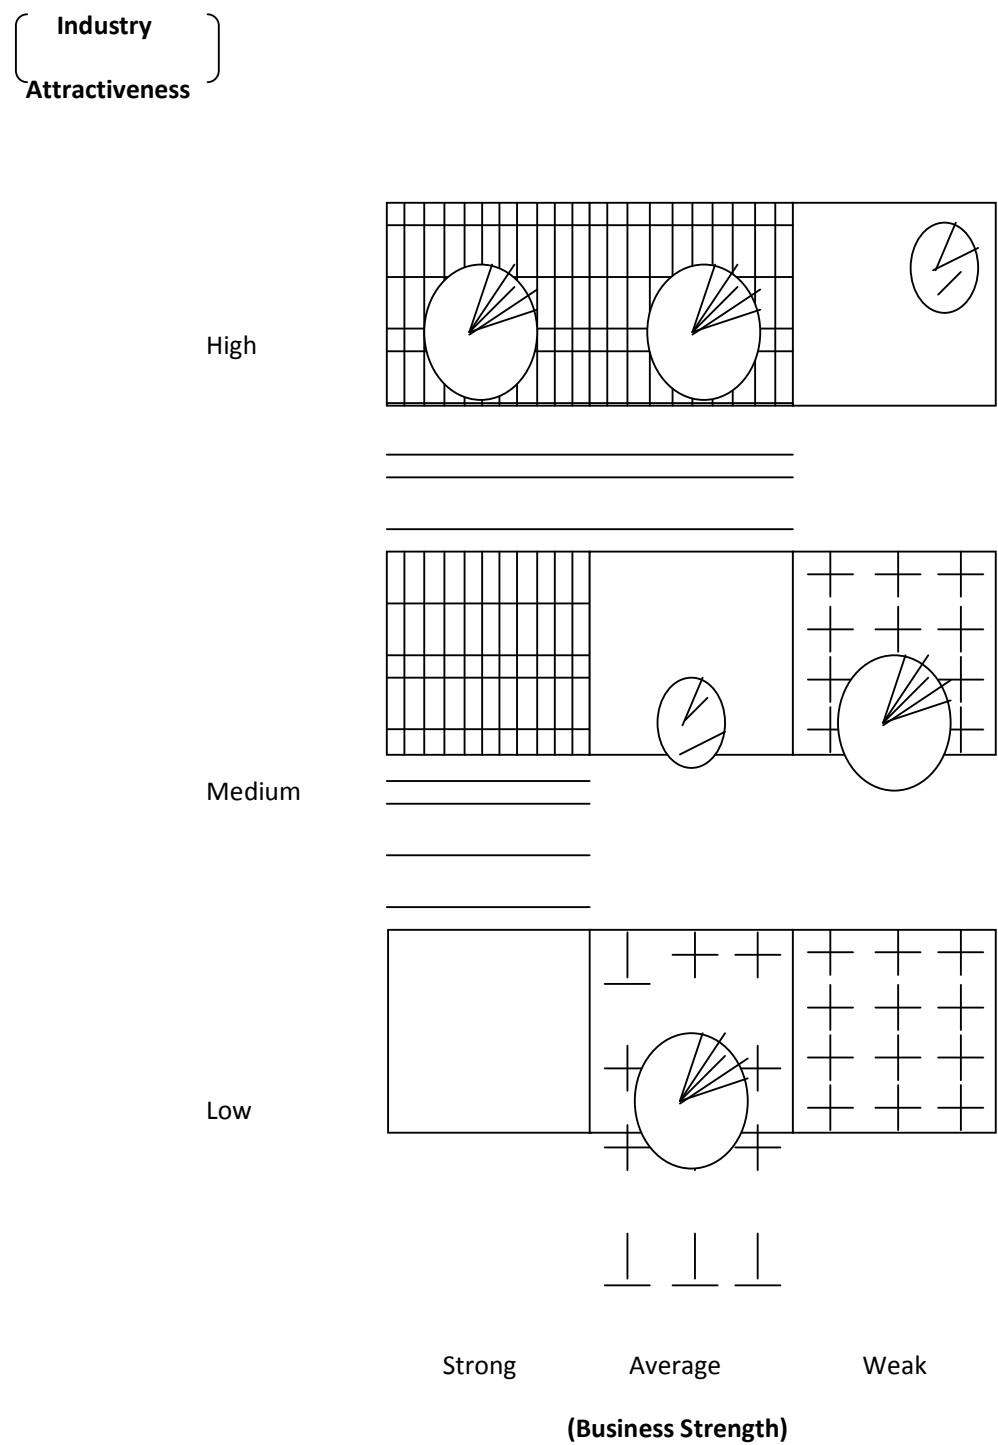 Industry
Attractiveness
High
Medium
Low
Strong Average Weak
(Business Strength)